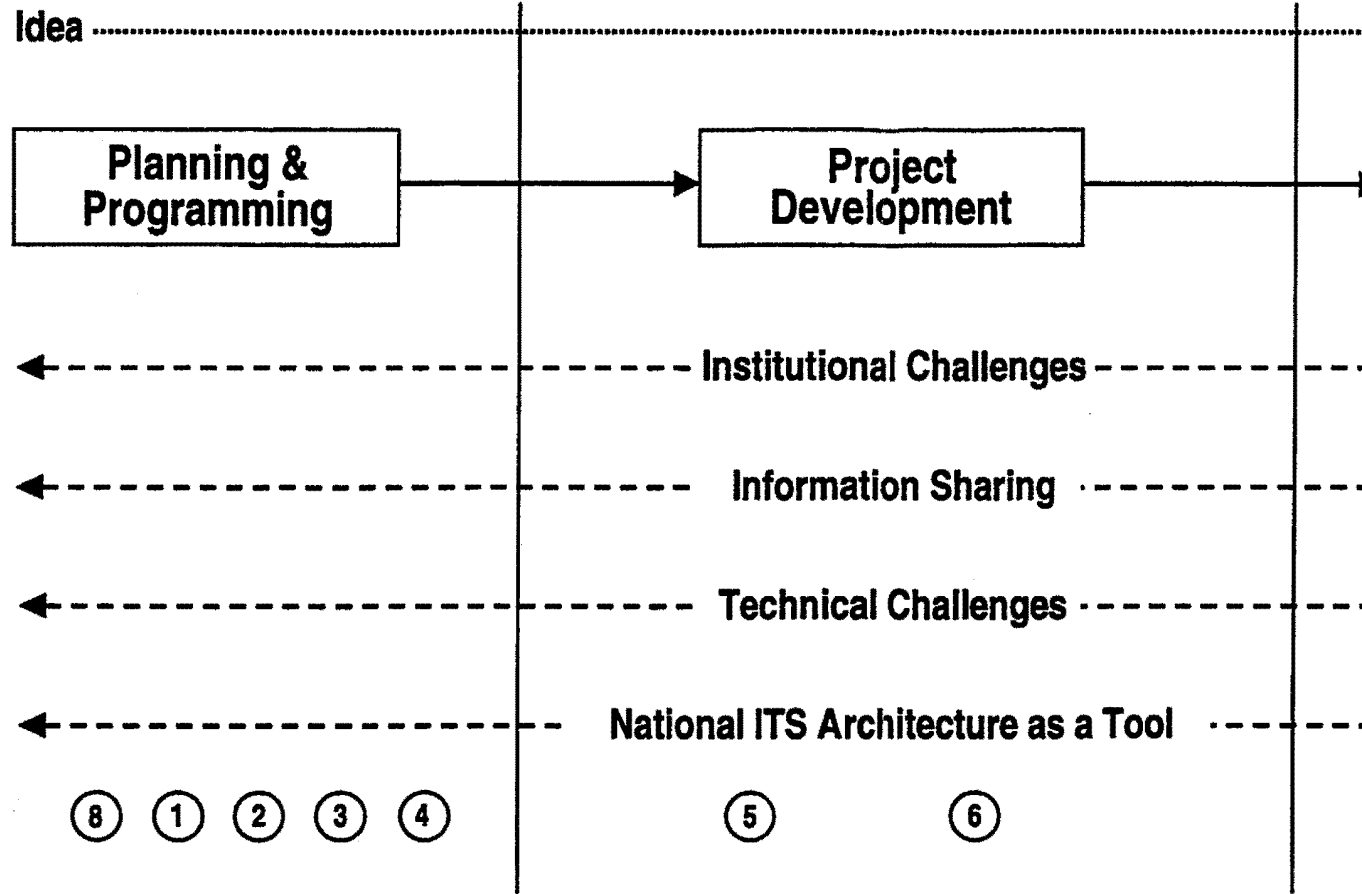 Idea
Planning &
Programming
Project
Development
Institutional Challenges
Information Sharing
Technical Challenges
National ITS Architecture as a Tool
8 1 2 3 4 5 6